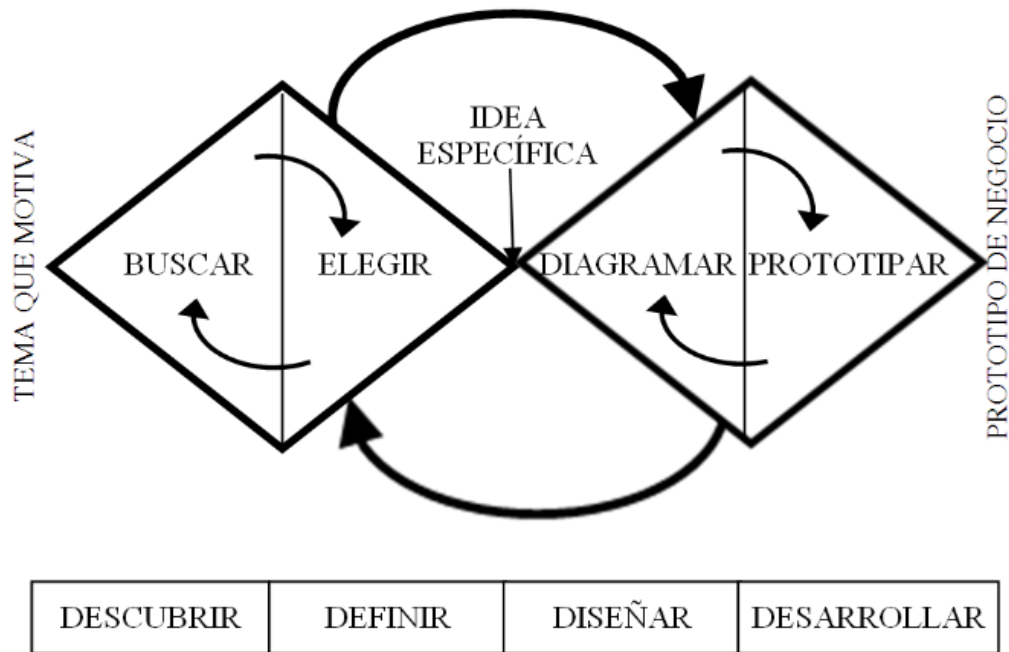 IDEA
ESPECÍFICA
TEMA QUE MOTIVA
BUSCAR
ELEGIR
DIAGRAMAR
PROTOTIPAR
PROTOTIPO DE NEGOCIO
DESCUBRIR
DEFINIR
DISEÑAR
DESARROLLAR